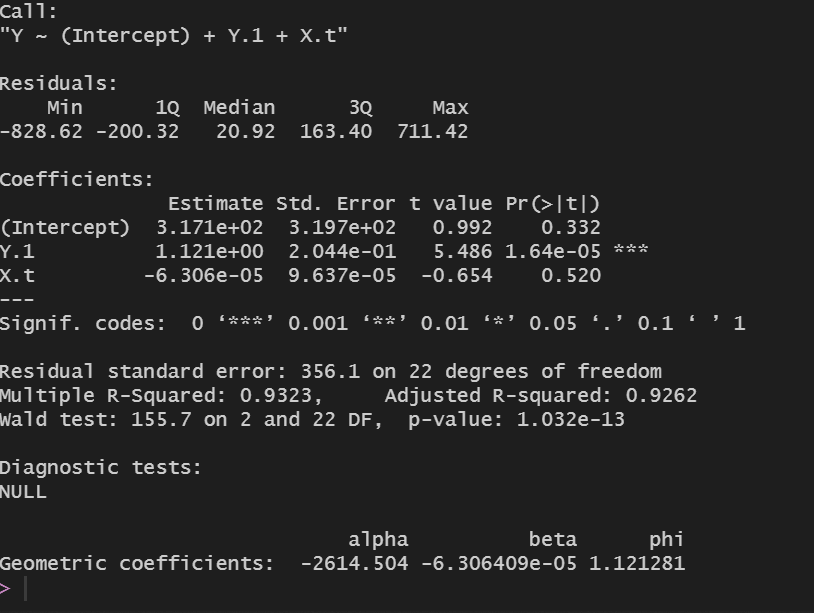 Call:
"Y ~ (Intercept) + Y.1 + X.t"
Residuals:
Min 1Q Median 3Q Max
-828.62 -200.32 20.92 163.40 711.42
Coefficients:
Estimate Std. Error t value Pr(>|t|)
(Intercept) 3.171e+02 3.197e+02 0.992 0.332
Y.1 1.121e+00 2.044e-01 5.486 1.64e-05 ***
X.t -6.306e-05 9.637e-05 -0.654 0.520
---
Signif. codes: 0 ‘***’ 0.001 ‘**’ 0.01 ‘*’ 0.05 ‘.’ 0.1 ‘ ’ 1
Residual standard error: 356.1 on 22 degrees of freedom
Multiple R-Squared: 0.9323, Adjusted R-squared: 0.9262
Wald test: 155.7 on 2 and 22 DF, p-value: 1.032e-13
Diagnostic tests:
NULL
alpha beta phi
Geometric coefficients: -2614.504 -6.306409e-05 1.121281
>